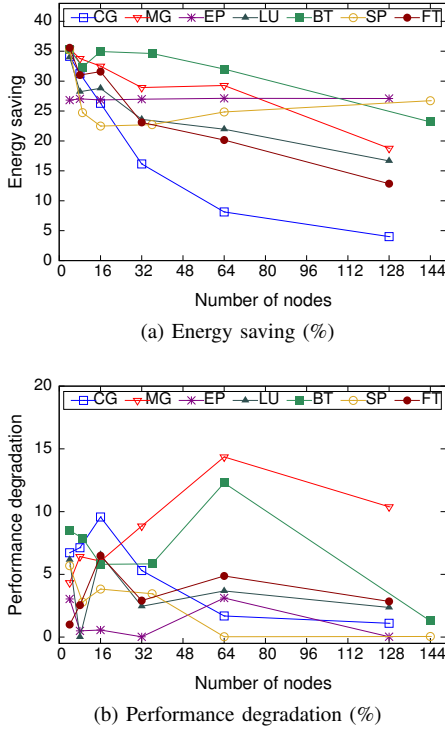 CG MG EP LU BT SP FT
40
35
30
25
20
15
10
5
0
Energy saving
0 16 32 48 64 80 96 112 128 144
Number of nodes
(a) Energy saving (%)
CG MG EP LU BT SP FT
20
15
10
5
0
Performance degradation
0 16 32 48 64 80 96 112 128 144
Number of nodes
(b) Performance degradation (%)